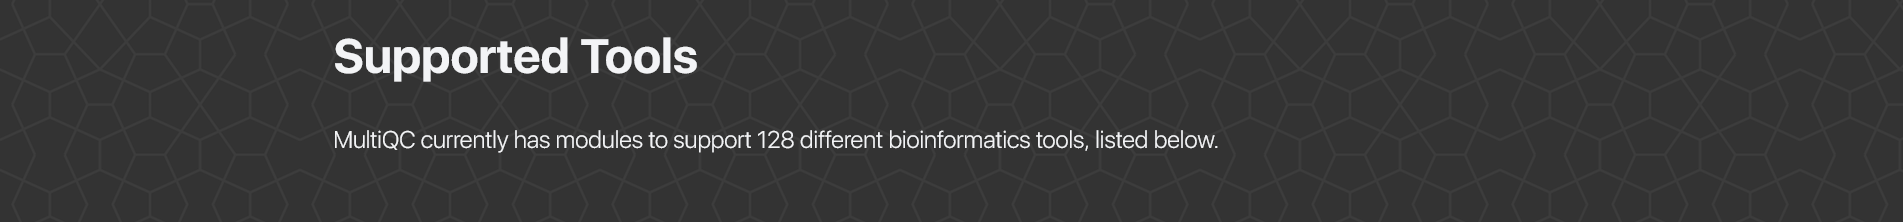 Supported Tools
MultiQC currently has modules to support 128 different bioinformatics tools, listed below.